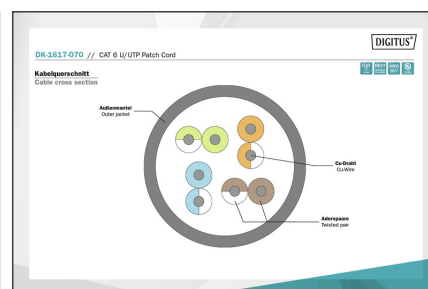 DIGITUS®
DK-1617-070 // CAT 6 U/UTP Patch Cord
Kabelquerschnitt
Cable cross section
Außenmantel
Outer jacket
Cu-Draht
Cu-Wire
Adernpaare
Twisted pair